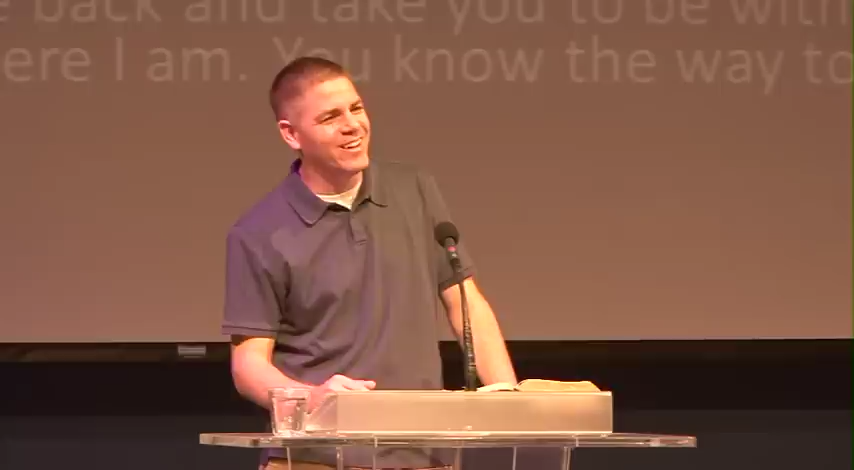 back and take you to be with
ere I am. You know the way to